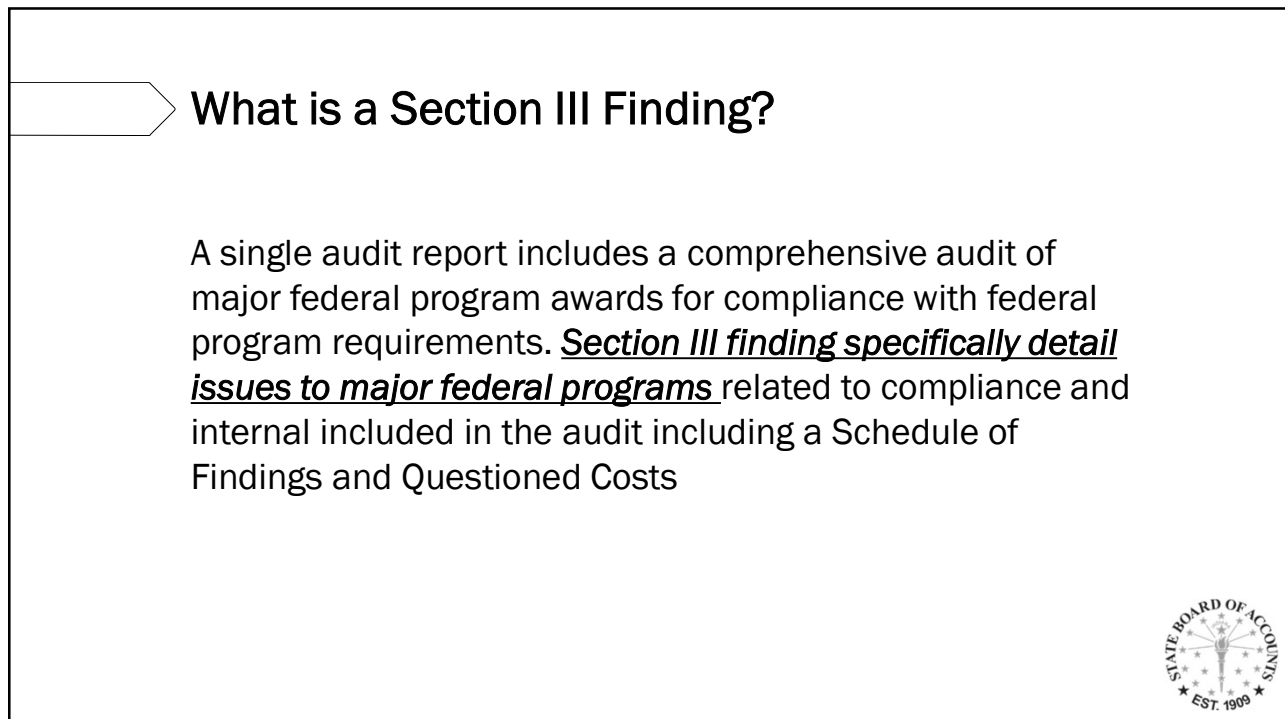 What is a Section III Finding?
A single audit report includes a comprehensive audit of
major federal program awards for compliance with federal
program requirements. Section III finding specifically detail
issues to major federal programs related to compliance and
internal included in the audit including a Schedule of
Findings and Questioned Costs
STATE BOARD OF ACCOUNTS
EST. 1909